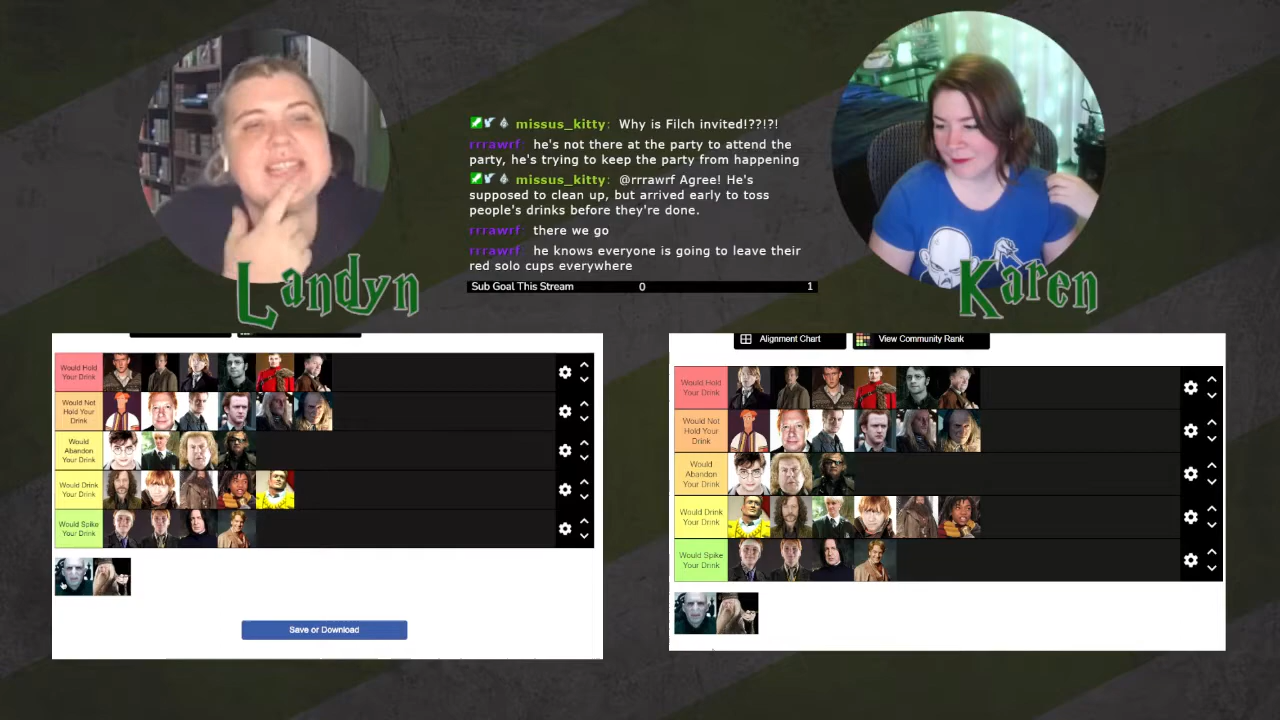 missus_kitty: Why is Filch invited!??!?!
rrrawrf: he's not there at the party to attend the
party, he's trying to keep the party from happening
missus_kitty: @rrrawrf Agree! He's
supposed to clean up, but arrived early to toss
people's drinks before they're done.
rrrawrf: there we go
rrrawrf: he knows everyone is going to leave their
red solo cups everywhere
Sub Goal This Stream 0 1
Landyn
Karen
Would Hold
Your Drink
Would Not
Hold Your
Drink
Would
Abandon
Your Drink
Would Drink
Your Drink
Would Spike
Your Drink
Save or Download
Alignment Chart
View Community Rank
Would Hold
Your Drink
Would Not
Hold Your
Drink
Would
Abandon
Your Drink
Would Drink
Your Drink
Would Spike
Your Drink